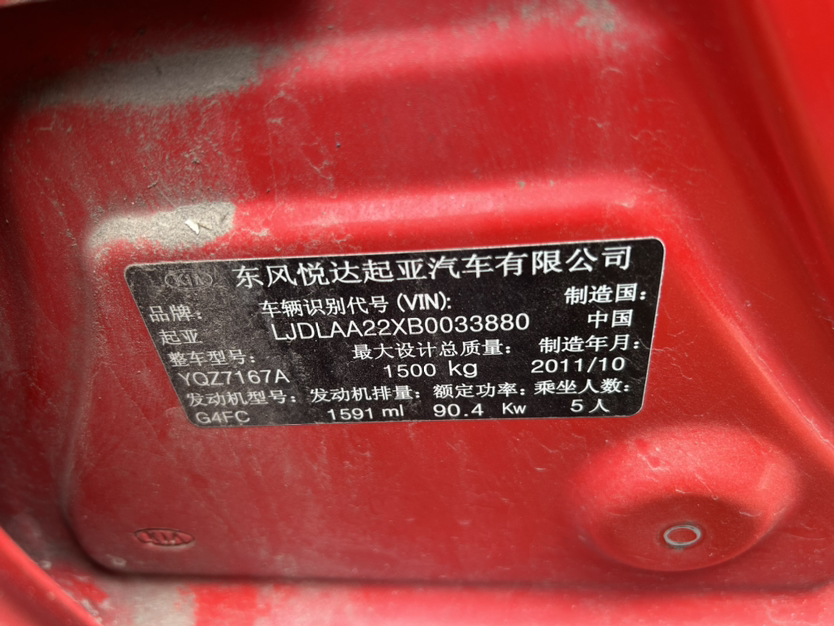 KIA 东风悦达起亚汽车有限公司
品牌： 车辆识别代号(VIN): 制造国：
起亚 LJDLAA22XB0033880 中国
整车型号： 最大设计总质量： 制造年月：
YQZ7167A 1500 kg 2011/10
发动机型号： 发动机排量： 额定功率： 乘坐人数：
G4FC 1591 ml 90.4 Kw 5 人
KIA